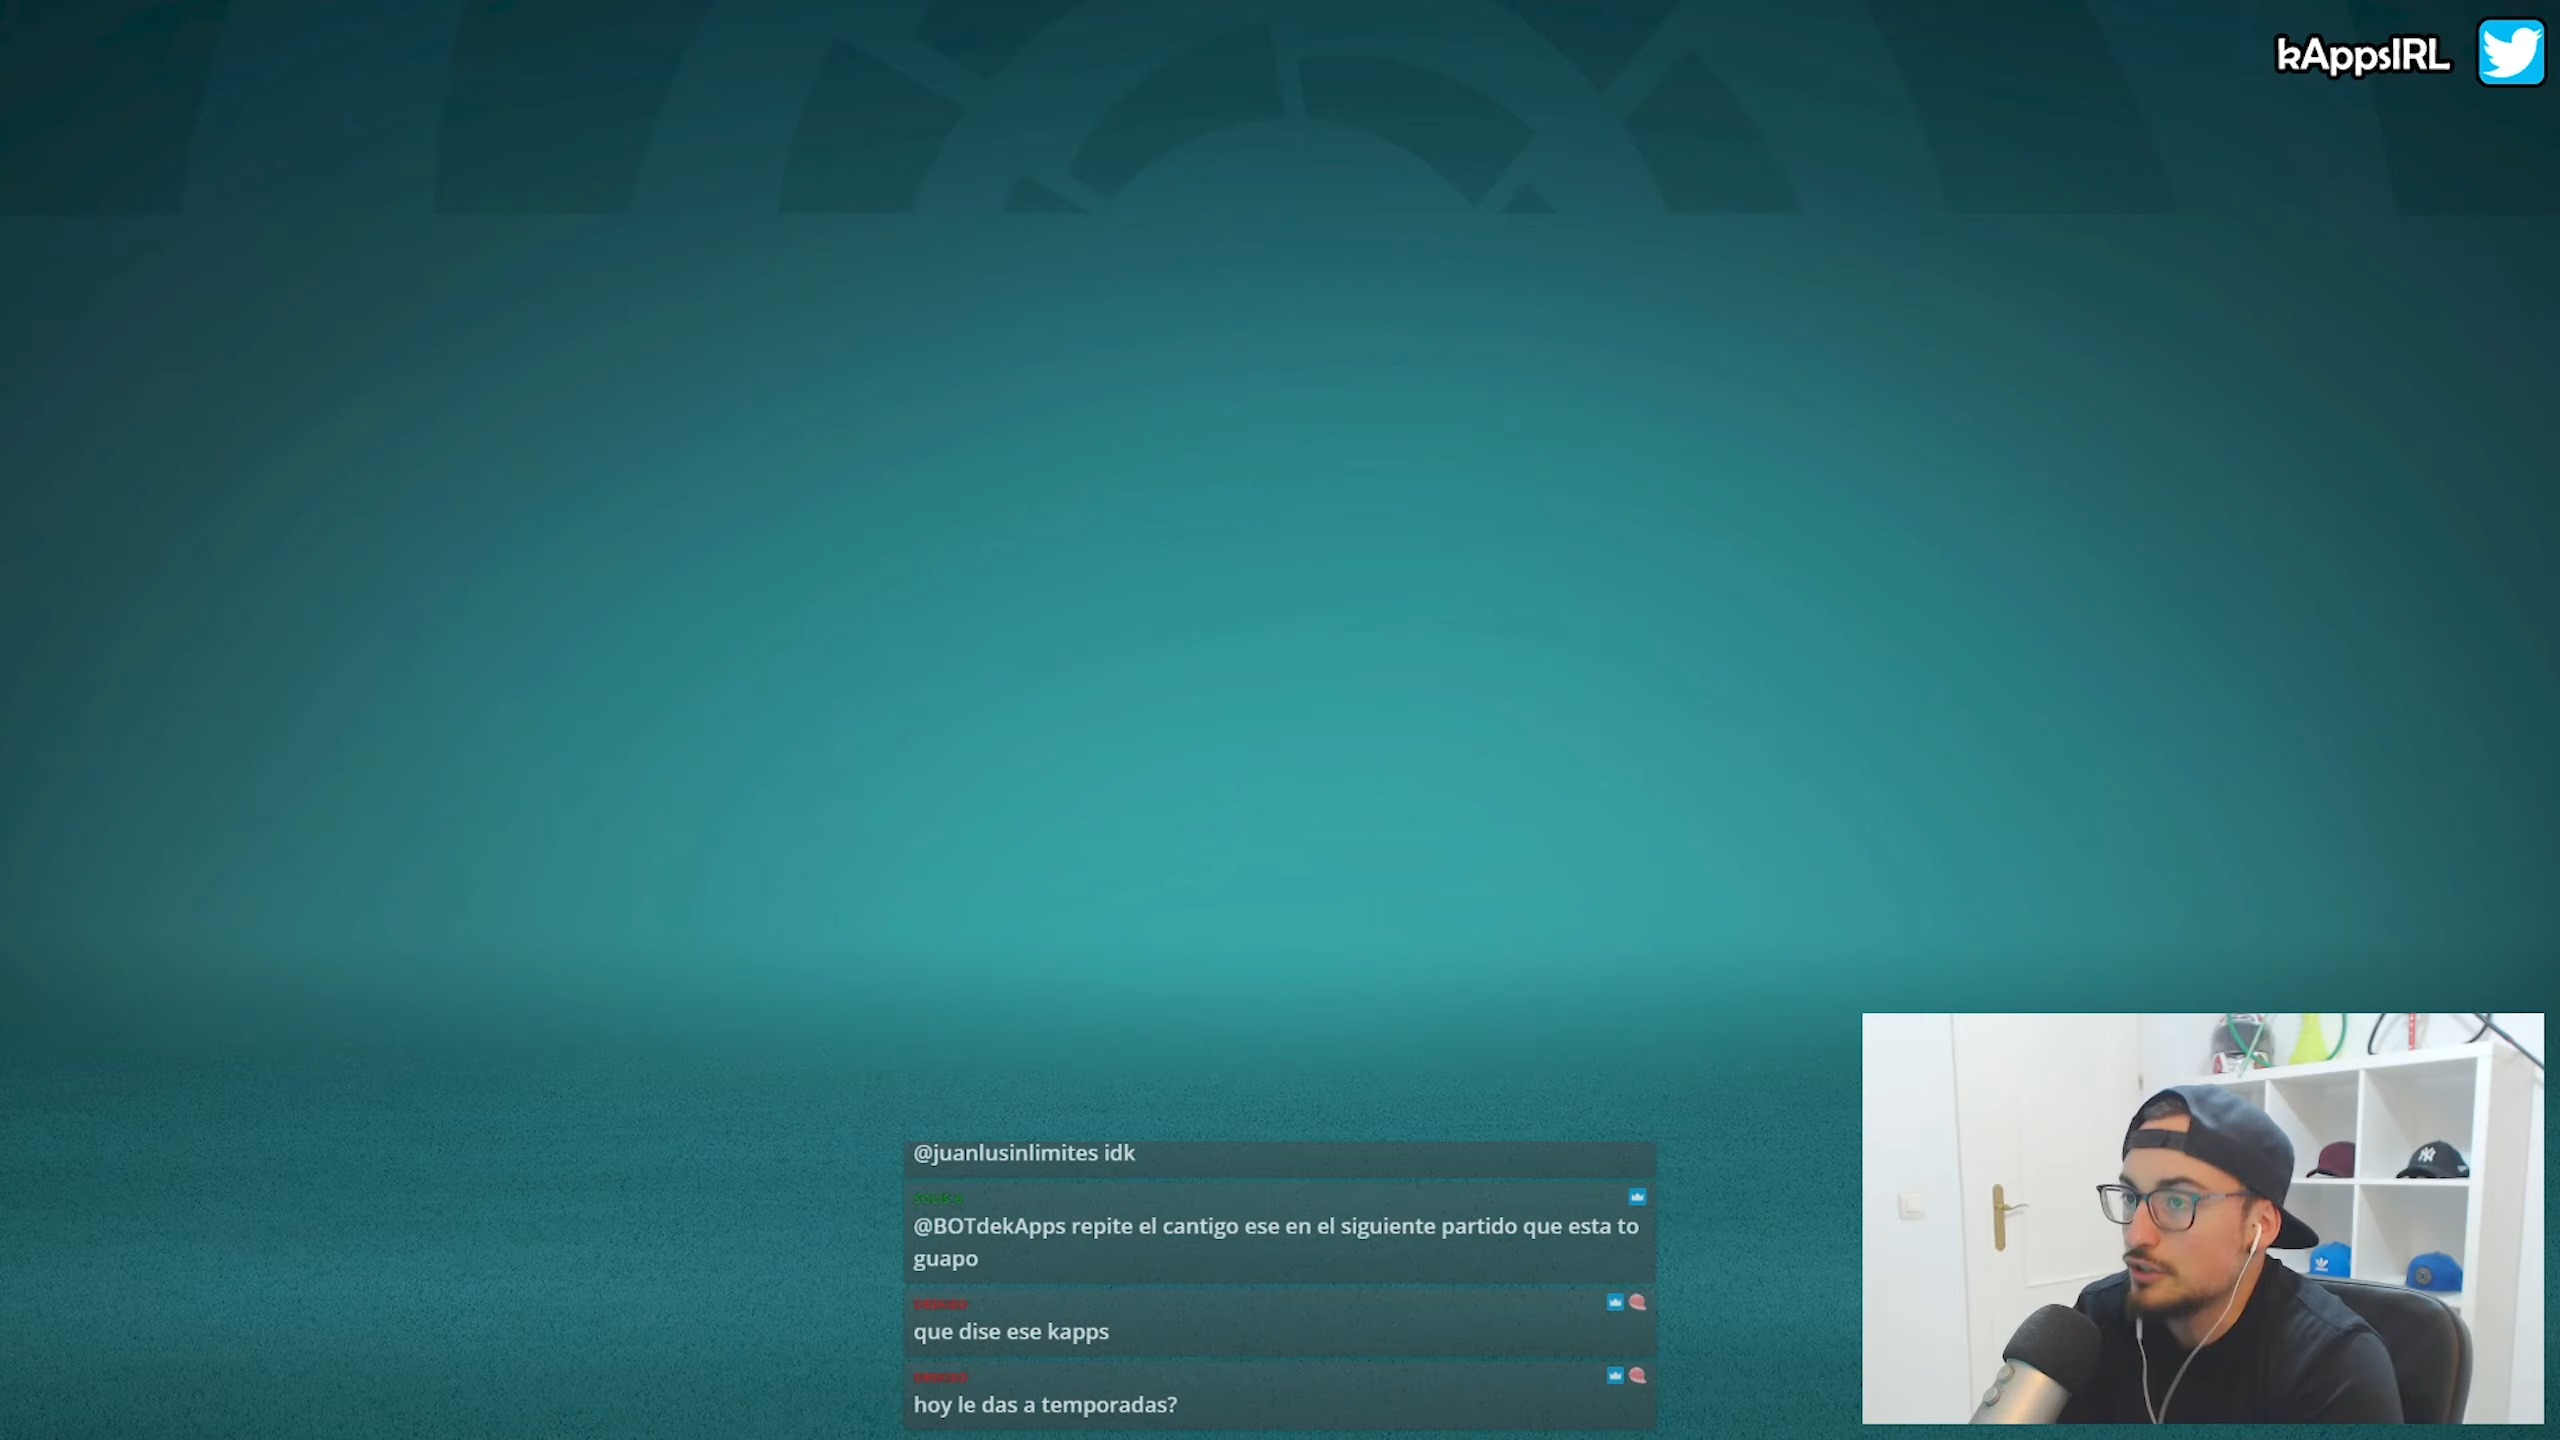 kAppsIRL
@juanlusinlimites idk
@BOTdekApps repite el cantigo ese en el siguiente partido que esta to
guapo
que dise ese kapps
hoy le das a temporadas?